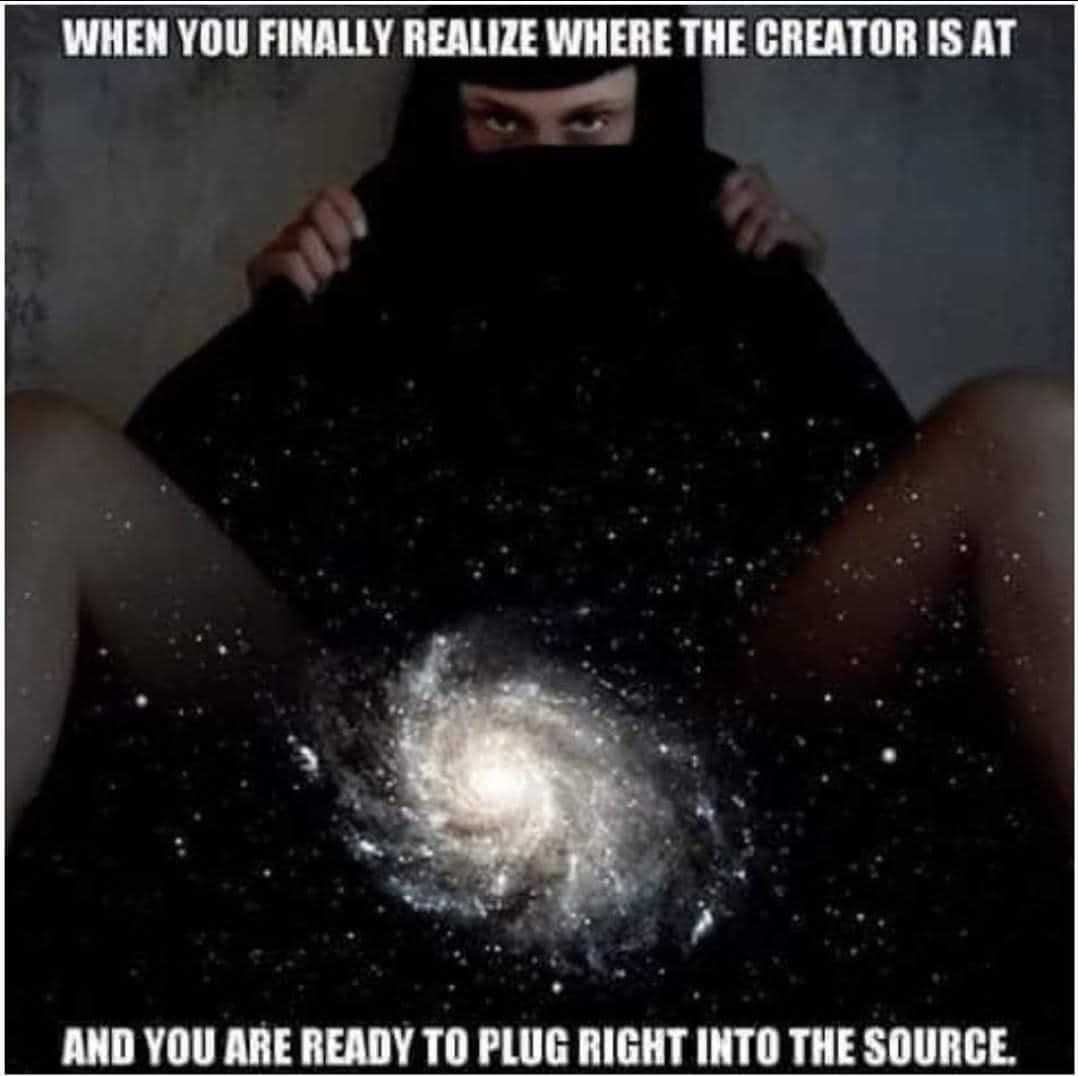 WHEN YOU FINALLY REALIZE WHERE THE CREATOR IS AT
AND YOU ARE READY TO PLUG RIGHT INTO THE SOURCE.